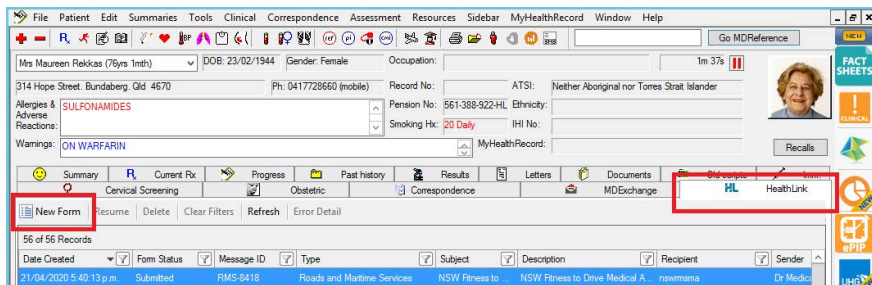 File Patient Edit Summaries Tools Clinical Correspondence Assessment Resources Sidebar MyHealthRecord Window Help
Go MDReference
NEW
Mrs Maureen Rekkas (76yrs 1mth) DOB: 23/02/1944 Gender: Female Occupation: 1m 37s
FACT SHEETS
314 Hope Street. Bundaberg. Qld 4670 Ph: 0417728660 (mobile) Record No: ATSI: Neither Aboriginal nor Torres Strait Islander
Allergies & Adverse Reactions: SULFONAMIDES Pension No: 561-388-922-HL Ethnicity:
Smoking Hx: 20 Daily IHI No:
CLINICAL
Warnings: ON WARFARIN MyHealthRecord: Recalls
Summary Current Rx Progress Past history Results Letters Documents Old scripts Imm.
Cervical Screening Obstetric Correspondence MDExchange HL HealthLink
New Form Resume Delete Clear Filters Refresh Error Detail
NEW
56 of 56 Records
ePIP
Date Created Form Status Message ID Type Subject Description Recipient Sender
21/04/2020 5:40:13 p.m. Submitted RMS-8418 Roads and Maritime Services NSW Fitness to ... NSW Fitness to Drive Medical A... nswrmsma Dr Medic
UHG